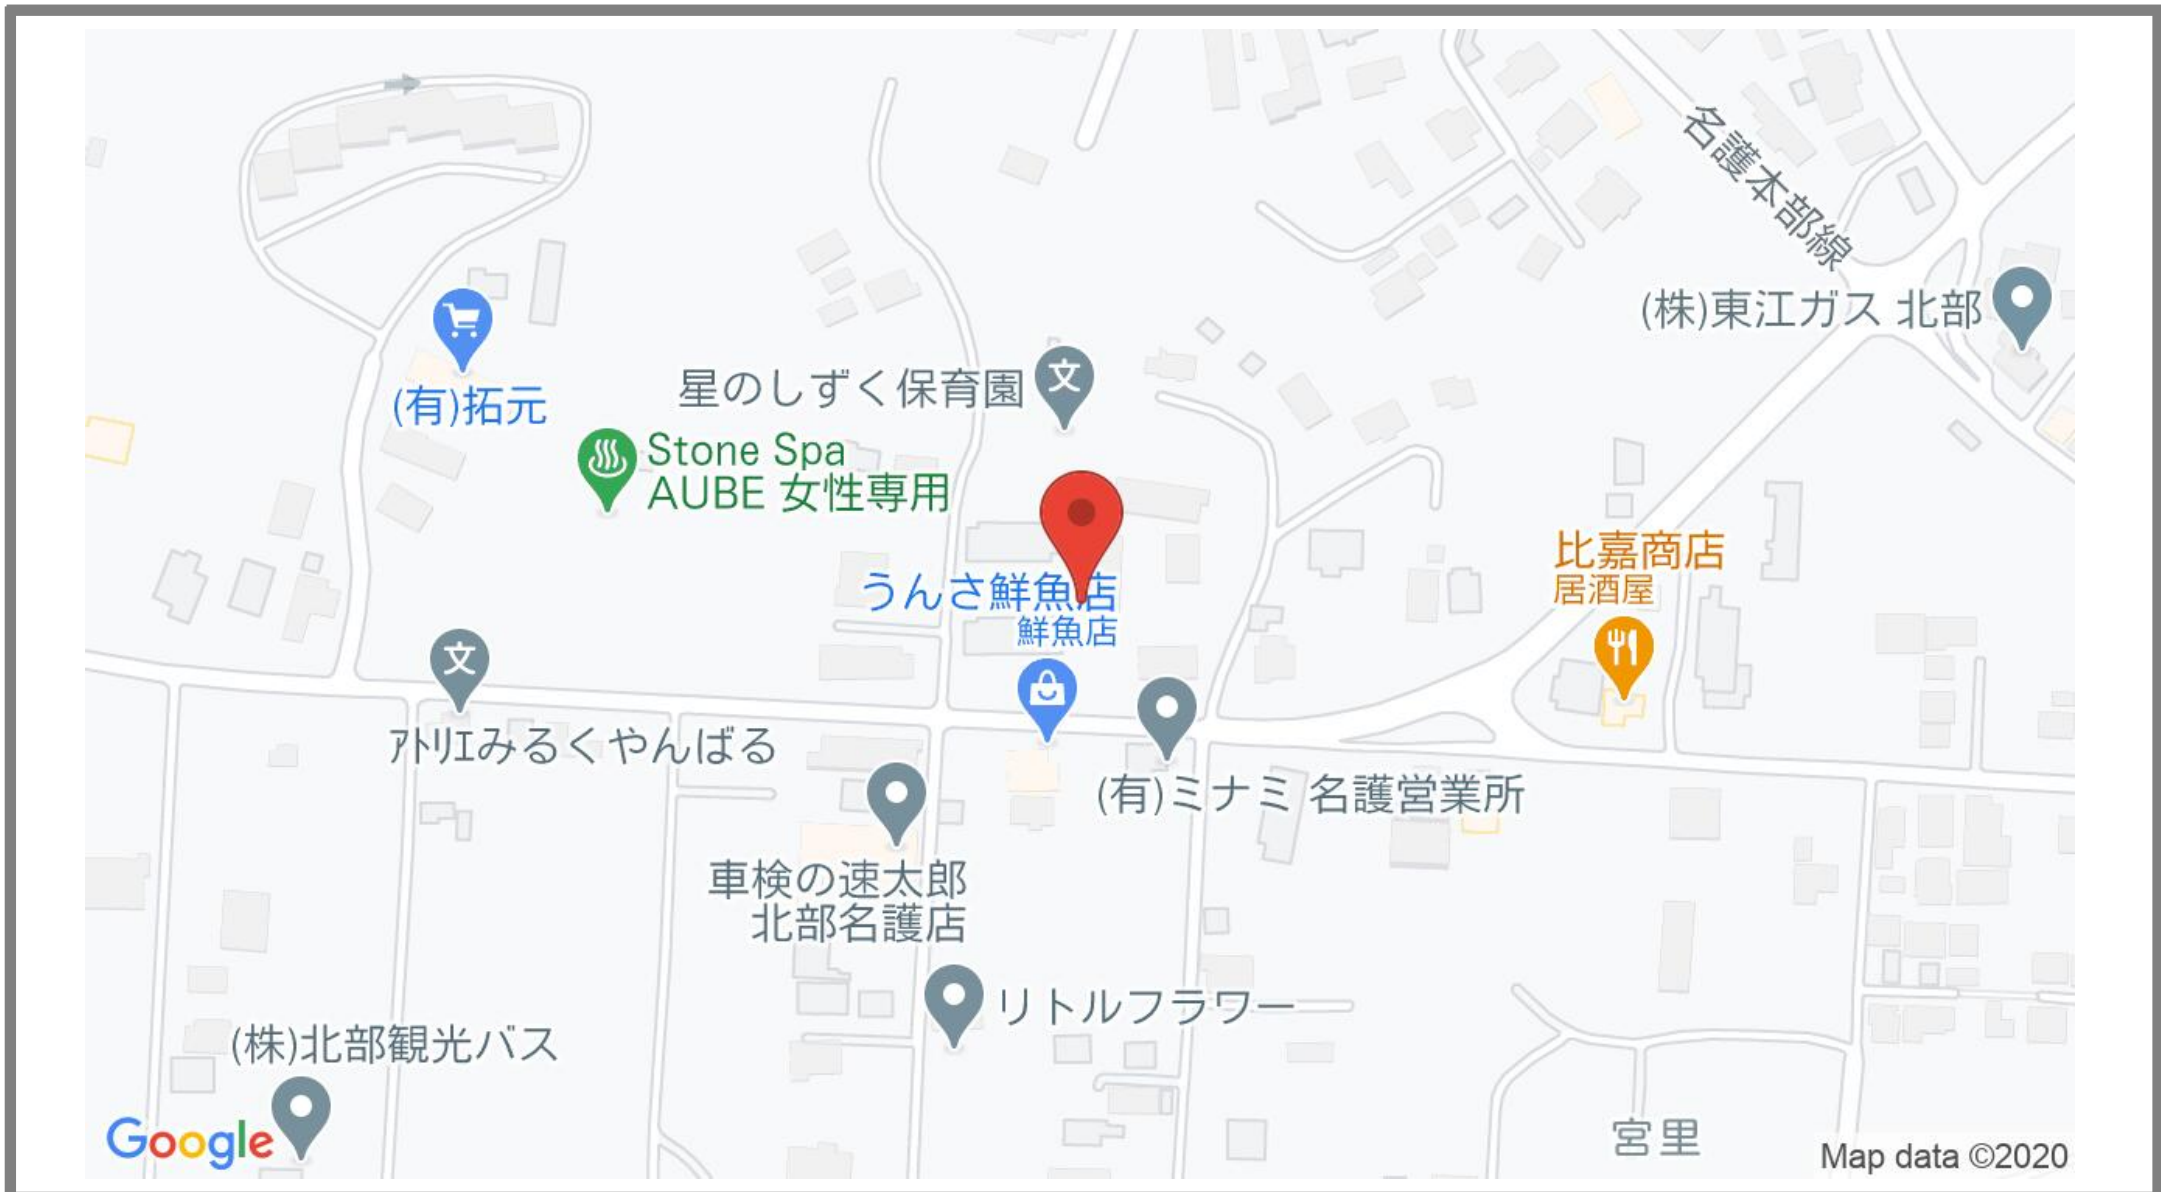 名護本部線
(株)東江ガス 北部
(有)拓元
星のしずく保育園
Stone Spa
AUBE 女性専用
比嘉商店
居酒屋
うんさ鮮魚店
鮮魚店
ｱﾄﾘｴみるくやんばる
(有)ミナミ 名護営業所
車検の速太郎
北部名護店
リトルフラワー
(株)北部観光バス
宮里
Google
Map data ©2020
文
文